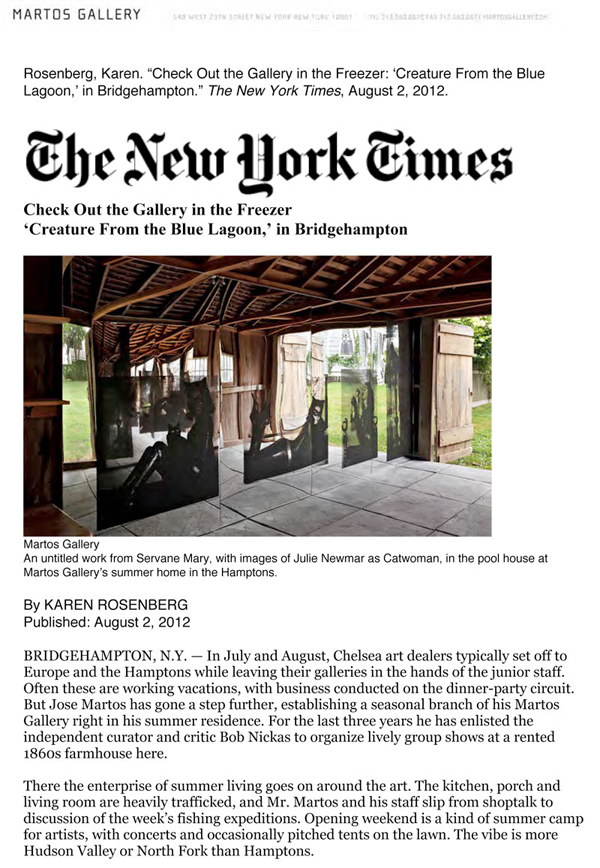 MARTOS GALLERY 540 WEST 29TH STREET NEW YORK NEW YORK 10001
Rosenberg, Karen. “Check Out the Gallery in the Freezer: ‘Creature From the Blue
Lagoon,’ in Bridgehampton.” The New York Times, August 2, 2012.
The New York Times
Check Out the Gallery in the Freezer
‘Creature From the Blue Lagoon,’ in Bridgehampton
Martos Gallery
An untitled work from Servane Mary, with images of Julie Newmar as Catwoman, in the pool house at
Martos Gallery’s summer home in the Hamptons.
By KAREN ROSENBERG
Published: August 2, 2012
BRIDGEHAMPTON, N.Y. — In July and August, Chelsea art dealers typically set off to
Europe and the Hamptons while leaving their galleries in the hands of the junior staff.
Often these are working vacations, with business conducted on the dinner-party circuit.
But Jose Martos has gone a step further, establishing a seasonal branch of his Martos
Gallery right in his summer residence. For the last three years he has enlisted the
independent curator and critic Bob Nickas to organize lively group shows at a rented
1860s farmhouse here.
There the enterprise of summer living goes on around the art. The kitchen, porch and
living room are heavily trafficked, and Mr. Martos and his staff slip from shoptalk to
discussion of the week’s fishing expeditions. Opening weekend is a kind of summer camp
for artists, with concerts and occasionally pitched tents on the lawn. The vibe is more
Hudson Valley or North Fork than Hamptons.